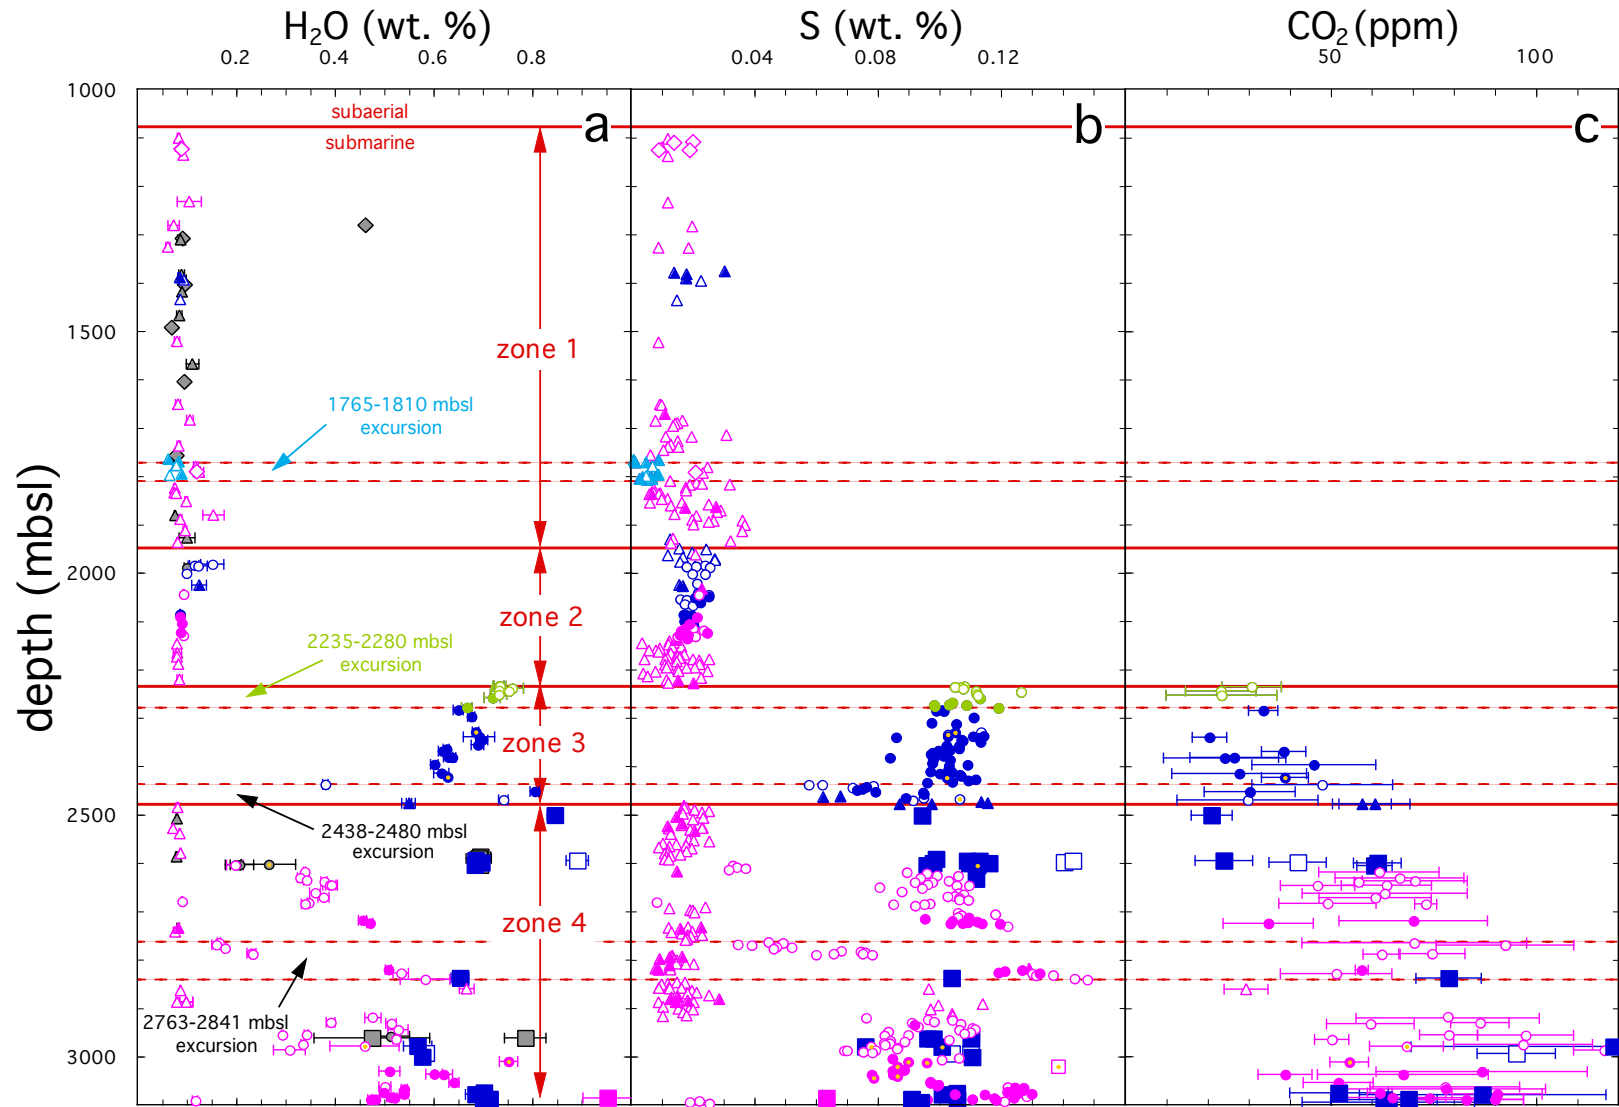 H₂O (wt. %) S (wt. %) CO₂ (ppm)
0.2 0.4 0.6 0.8 0.04 0.08 0.12 50 100
1000
subaerial
a b c
submarine
1500
zone 1
1765-1810 mbsl
excursion
depth (mbsl)
2000
zone 2
2235-2280 mbsl
excursion
zone 3
2500
2438-2480 mbsl
excursion
zone 4
2763-2841 mbsl
excursion
3000